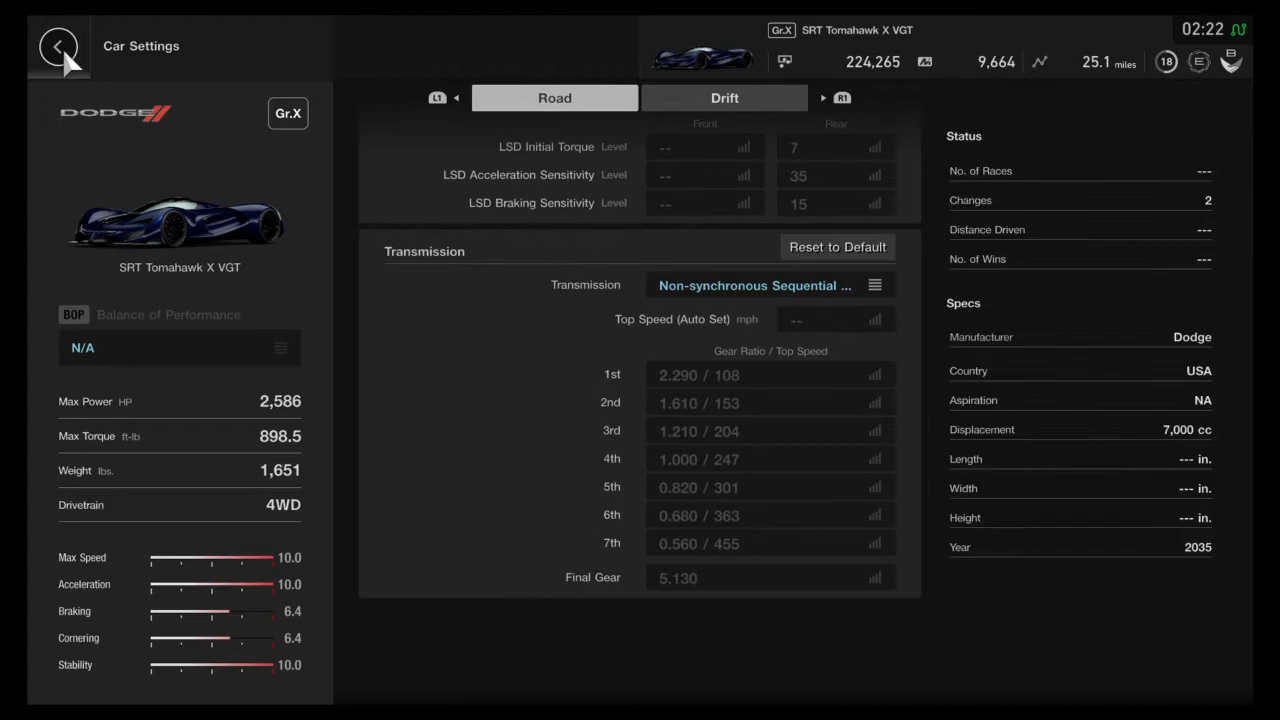 Car Settings
Gr.X SRT Tomahawk X VGT
224,265
9,664
25.1 miles
18
E
B
02:22
DODGE
Gr.X
SRT Tomahawk X VGT
BOP Balance of Performance
N/A
Max Power HP 2,586
Max Torque ft-lb 898.5
Weight lbs. 1,651
Drivetrain 4WD
Max Speed 10.0
Acceleration 10.0
Braking 6.4
Cornering 6.4
Stability 10.0
L1 Road Drift R1
Front Rear
LSD Initial Torque Level -- 7
LSD Acceleration Sensitivity Level -- 35
LSD Braking Sensitivity Level -- 15
Transmission Reset to Default
Transmission Non-synchronous Sequential ...
Top Speed (Auto Set) mph --
Gear Ratio / Top Speed
1st 2.290 / 108
2nd 1.610 / 153
3rd 1.210 / 204
4th 1.000 / 247
5th 0.820 / 301
6th 0.680 / 363
7th 0.560 / 455
Final Gear 5.130
Status
No. of Races ---
Changes 2
Distance Driven ---
No. of Wins ---
Specs
Manufacturer Dodge
Country USA
Aspiration NA
Displacement 7,000 cc
Length --- in.
Width --- in.
Height --- in.
Year 2035